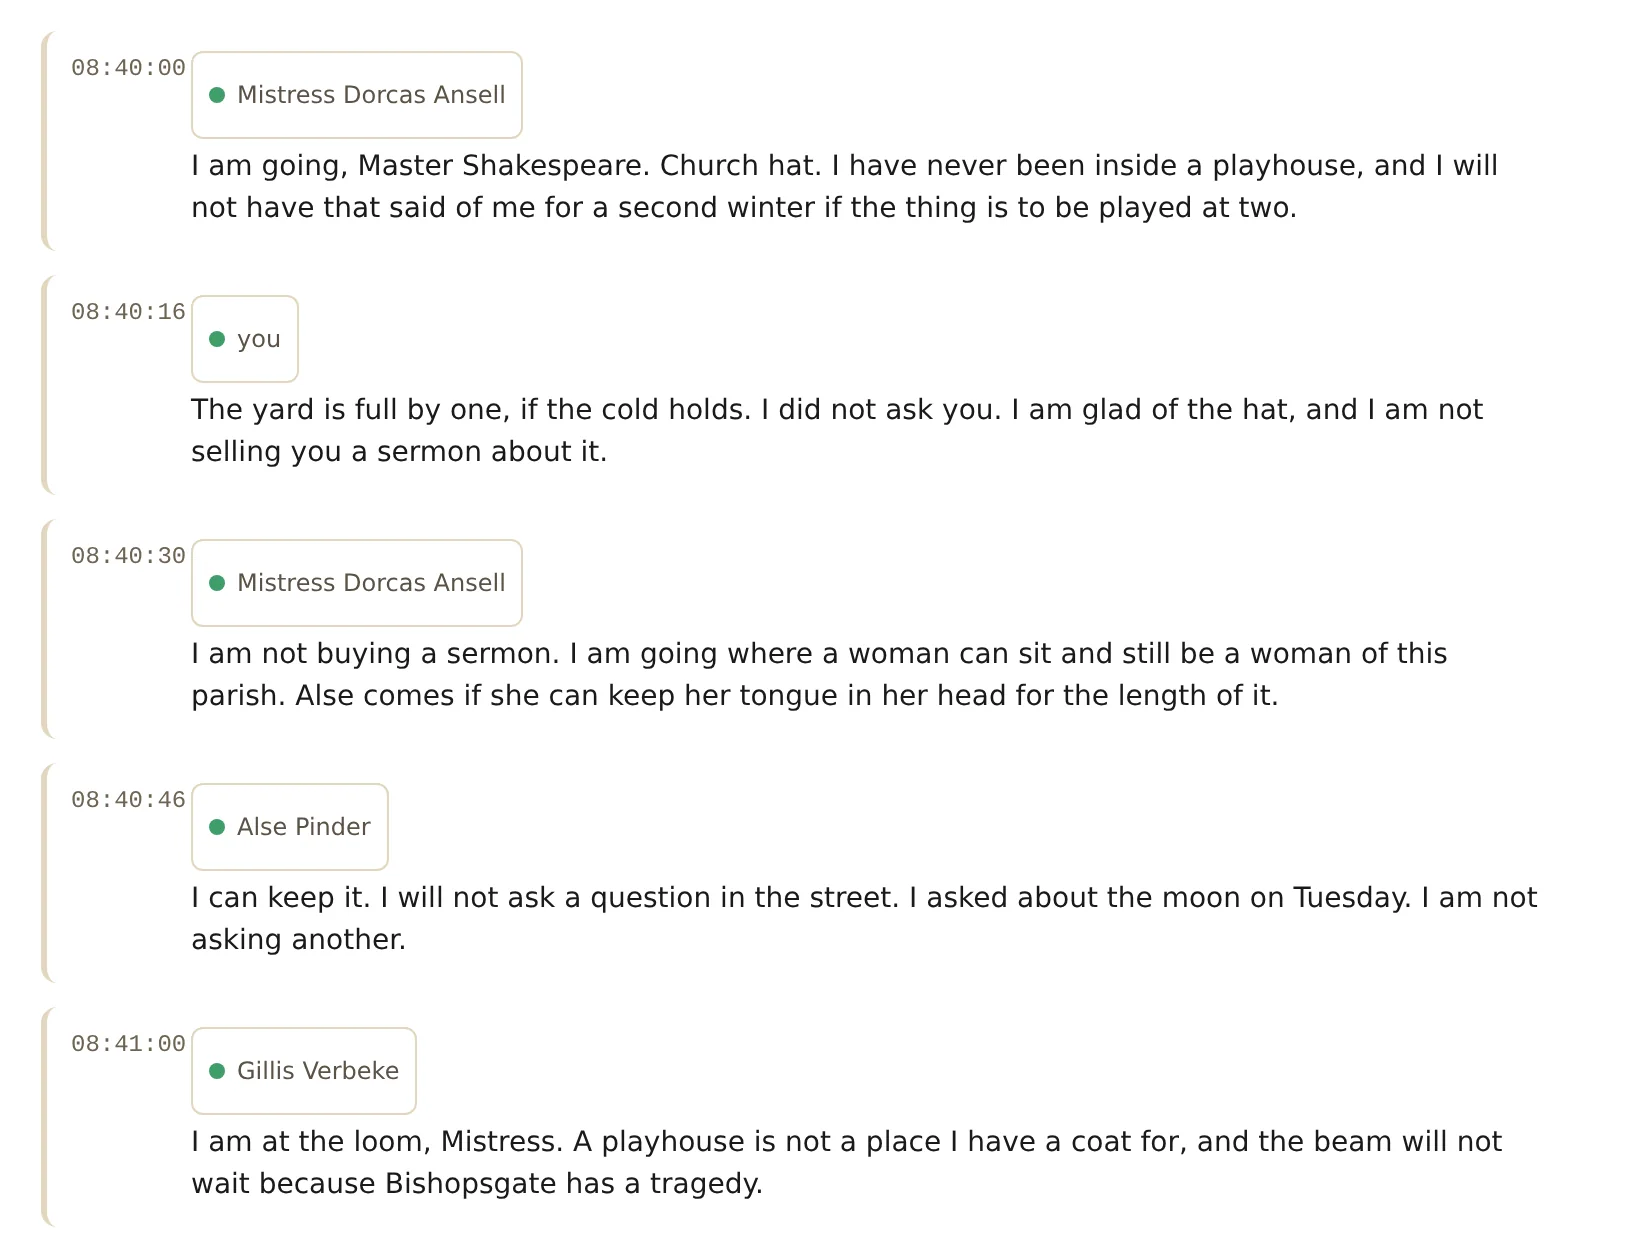 08:40:00
Mistress Dorcas Ansell
I am going, Master Shakespeare. Church hat. I have never been inside a playhouse, and I will
not have that said of me for a second winter if the thing is to be played at two.
08:40:16
you
The yard is full by one, if the cold holds. I did not ask you. I am glad of the hat, and I am not
selling you a sermon about it.
08:40:30
Mistress Dorcas Ansell
I am not buying a sermon. I am going where a woman can sit and still be a woman of this
parish. Alse comes if she can keep her tongue in her head for the length of it.
08:40:46
Alse Pinder
I can keep it. I will not ask a question in the street. I asked about the moon on Tuesday. I am not
asking another.
08:41:00
Gillis Verbeke
I am at the loom, Mistress. A playhouse is not a place I have a coat for, and the beam will not
wait because Bishopsgate has a tragedy.